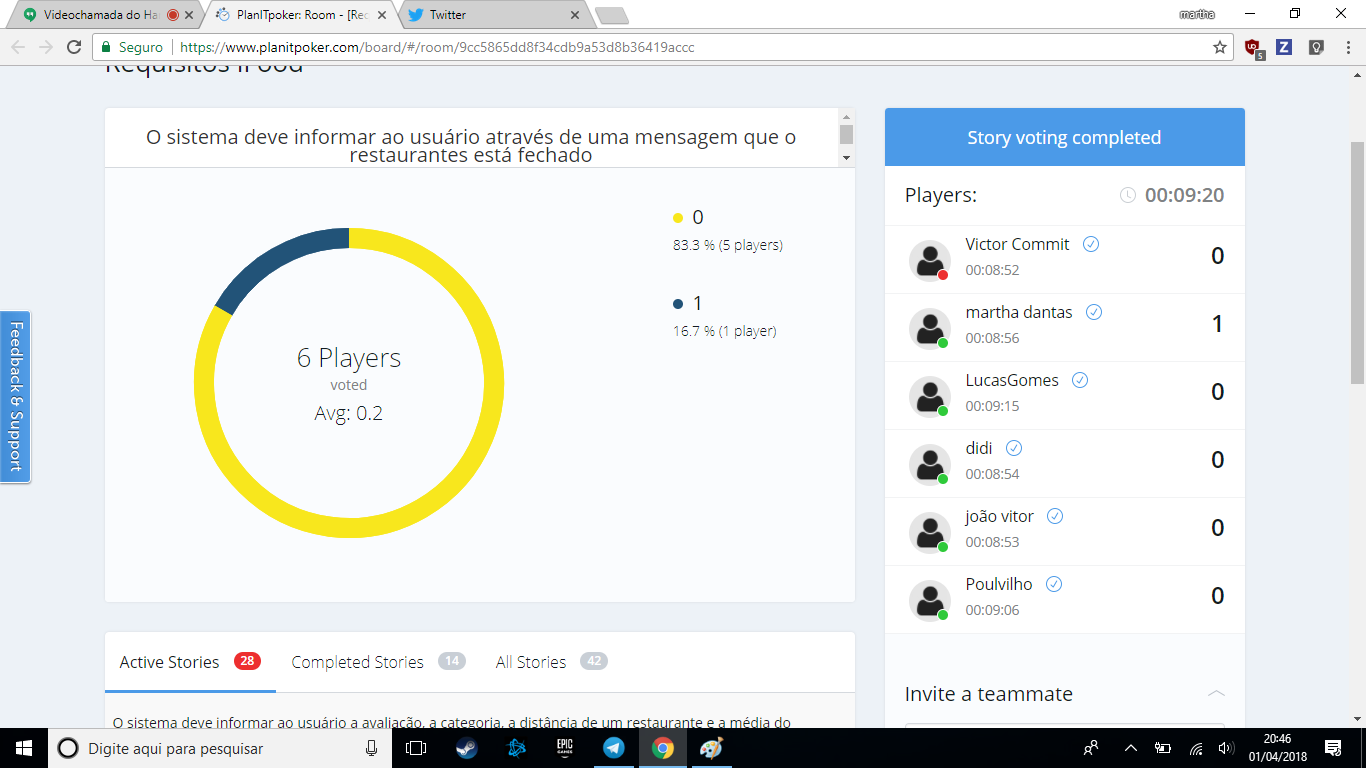 Videochamada do Ha
PlanITpoker: Room - [Req
Twitter
martha
Seguro
https://www.planitpoker.com/board/#/room/9cc5865dd8f34cdb9a53d8b36419accc
5
Requisitos iFood
O sistema deve informar ao usuário através de uma mensagem que o
restaurantes está fechado
0
83.3 % (5 players)
1
16.7 % (1 player)
6 Players
voted
Avg: 0.2
Feedback & Support
Story voting completed
Players:
00:09:20
Victor Commit
00:08:52
0
martha dantas
00:08:56
1
LucasGomes
00:09:15
0
didi
00:08:54
0
joão vitor
00:08:53
0
Poulvilho
00:09:06
0
Active Stories 28
Completed Stories 14
All Stories 42
O sistema deve informar ao usuário a avaliação, a categoria, a distância de um restaurante e a média do
Invite a teammate
Digite aqui para pesquisar
EPIC
GAMES
20:46
01/04/2018